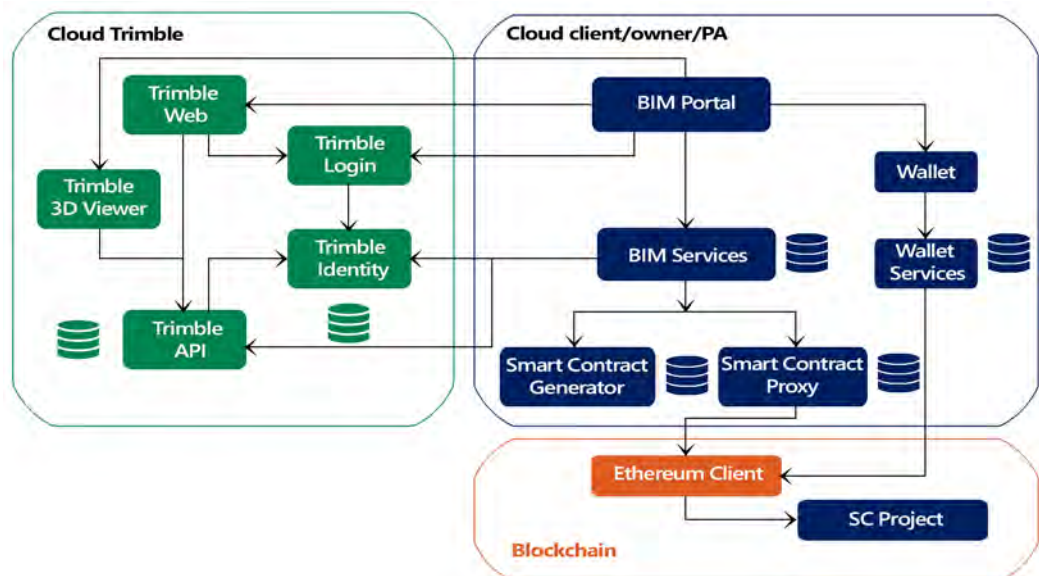 Cloud Trimble
Cloud client/owner/PA
Trimble
Web
BIM Portal
Trimble
Login
Wallet
Trimble
3D Viewer
Trimble
Identity
BIM Services
Wallet
Services
Trimble
API
Smart Contract
Generator
Smart Contract
Proxy
Ethereum Client
SC Project
Blockchain